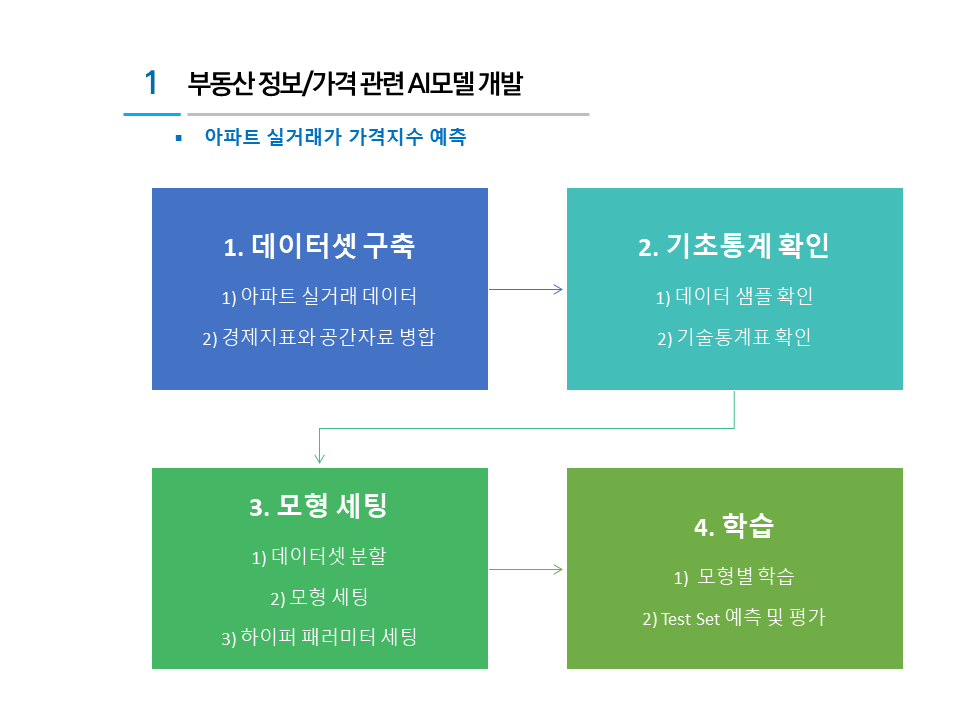 1 부동산 정보/가격 관련 AI모델 개발
▪ 아파트 실거래가 가격지수 예측
1. 데이터셋 구축
1) 아파트 실거래 데이터
2) 경제지표와 공간자료 병합
2. 기초통계 확인
1) 데이터 샘플 확인
2) 기술통계표 확인
3. 모형 세팅
1) 데이터셋 분할
2) 모형 세팅
3) 하이퍼 패러미터 세팅
4. 학습
1) 모형별 학습
2) Test Set 예측 및 평가